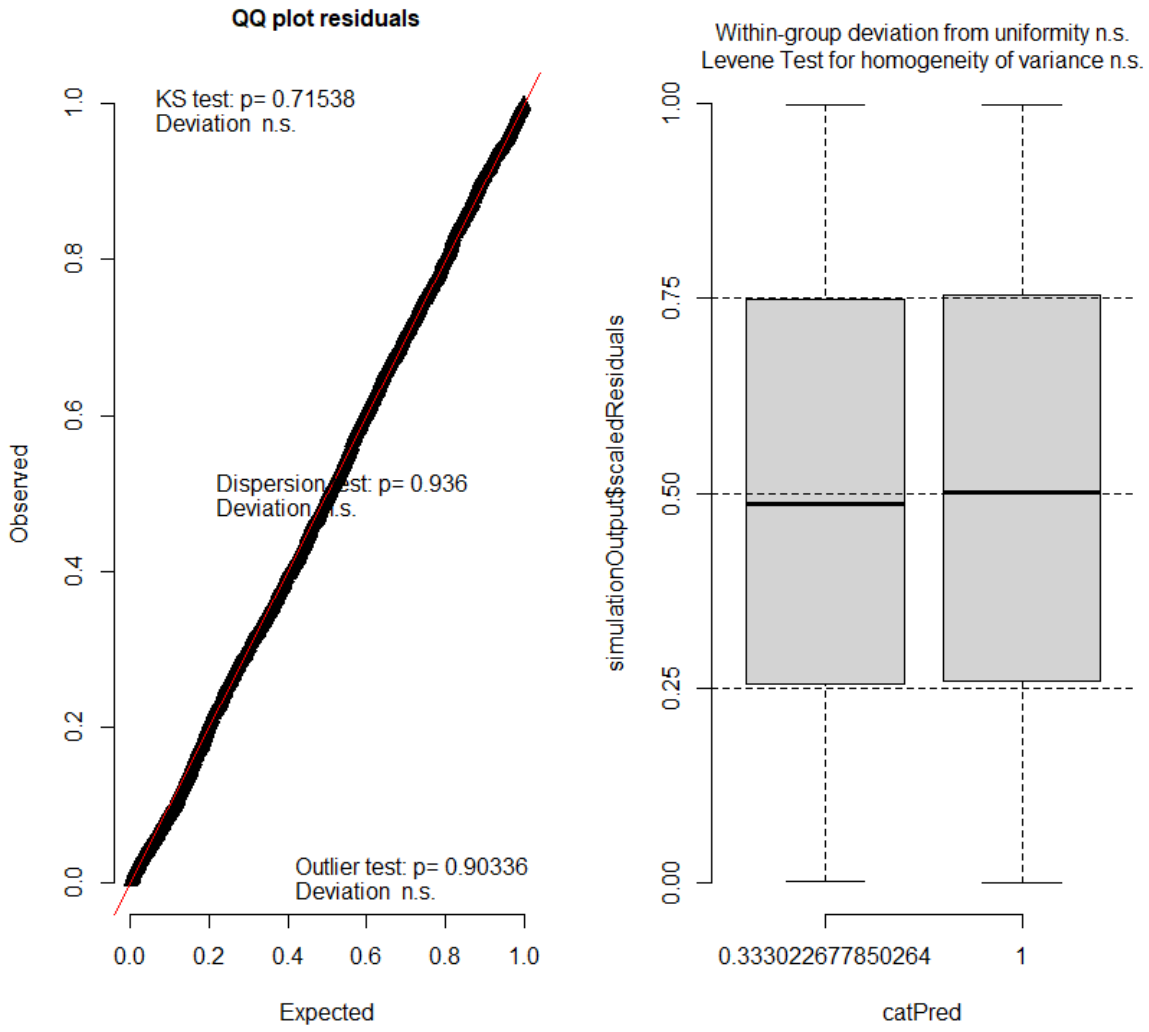 QQ plot residuals
KS test: p= 0.71538
Deviation n.s.
Dispersion test: p= 0.936
Deviation n.s.
Outlier test: p= 0.90336
Deviation n.s.
Observed
1.0
0.8
0.6
0.4
0.2
0.0
0.0 0.2 0.4 0.6 0.8 1.0
Expected
Within-group deviation from uniformity n.s.
Levene Test for homogeneity of variance n.s.
simulationOutput$scaledResiduals
1.00
0.75
0.50
0.25
0.00
0.3330226777850264 1
catPred